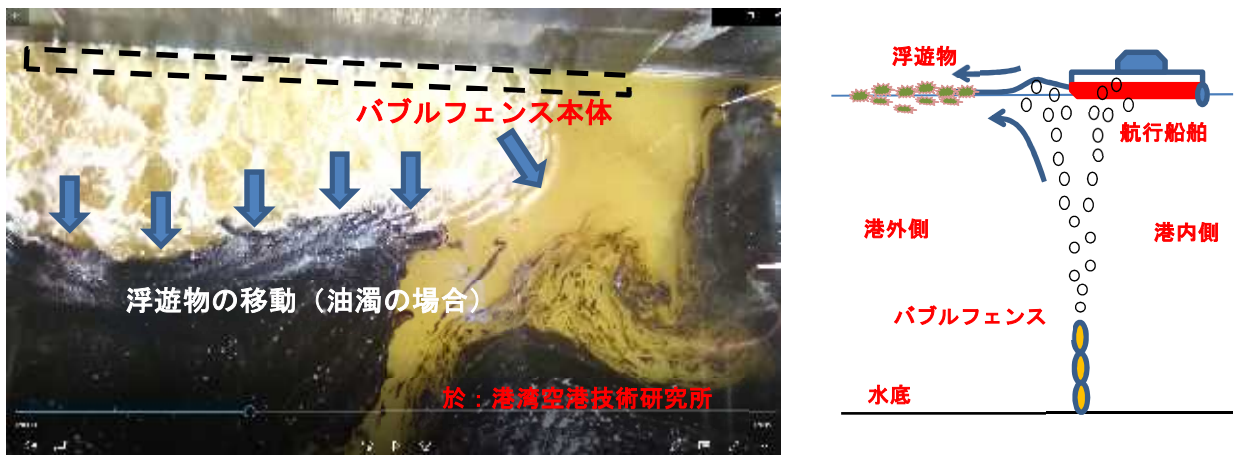 バブルフェンス本体
浮遊物の移動（油濁の場合）
於：港湾空港技術研究所
浮遊物
航行船舶
港外側
港内側
バブルフェンス
水底